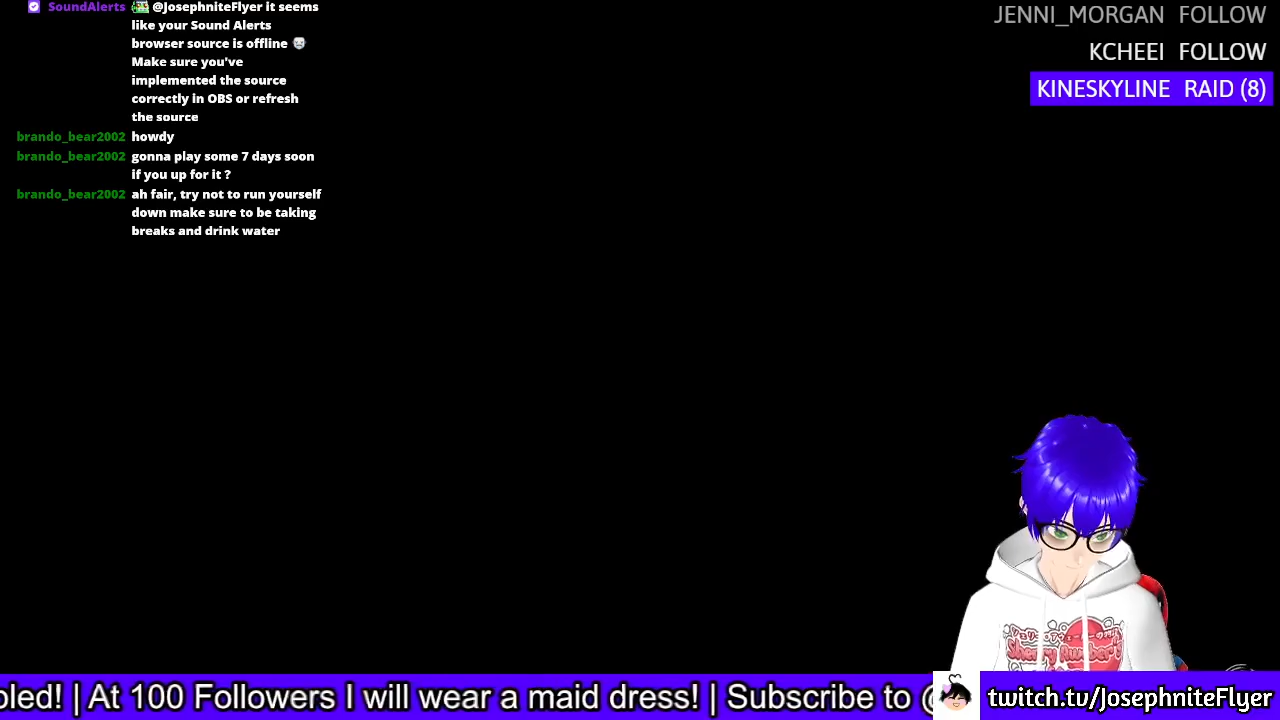 SoundAlerts @JosephniteFlyer it seems
like your Sound Alerts
browser source is offline
Make sure you've
implemented the source
correctly in OBS or refresh
the source
brando_bear2002 howdy
brando_bear2002 gonna play some 7 days soon
if you up for it ?
brando_bear2002 ah fair, try not to run yourself
down make sure to be taking
breaks and drink water
JENNI_MORGAN FOLLOW
KCHEEI FOLLOW
KINESKYLINE RAID (8)
oled! | At 100 Followers I will wear a maid dress! | Subscribe to @
twitch.tv/JosephniteFlyer